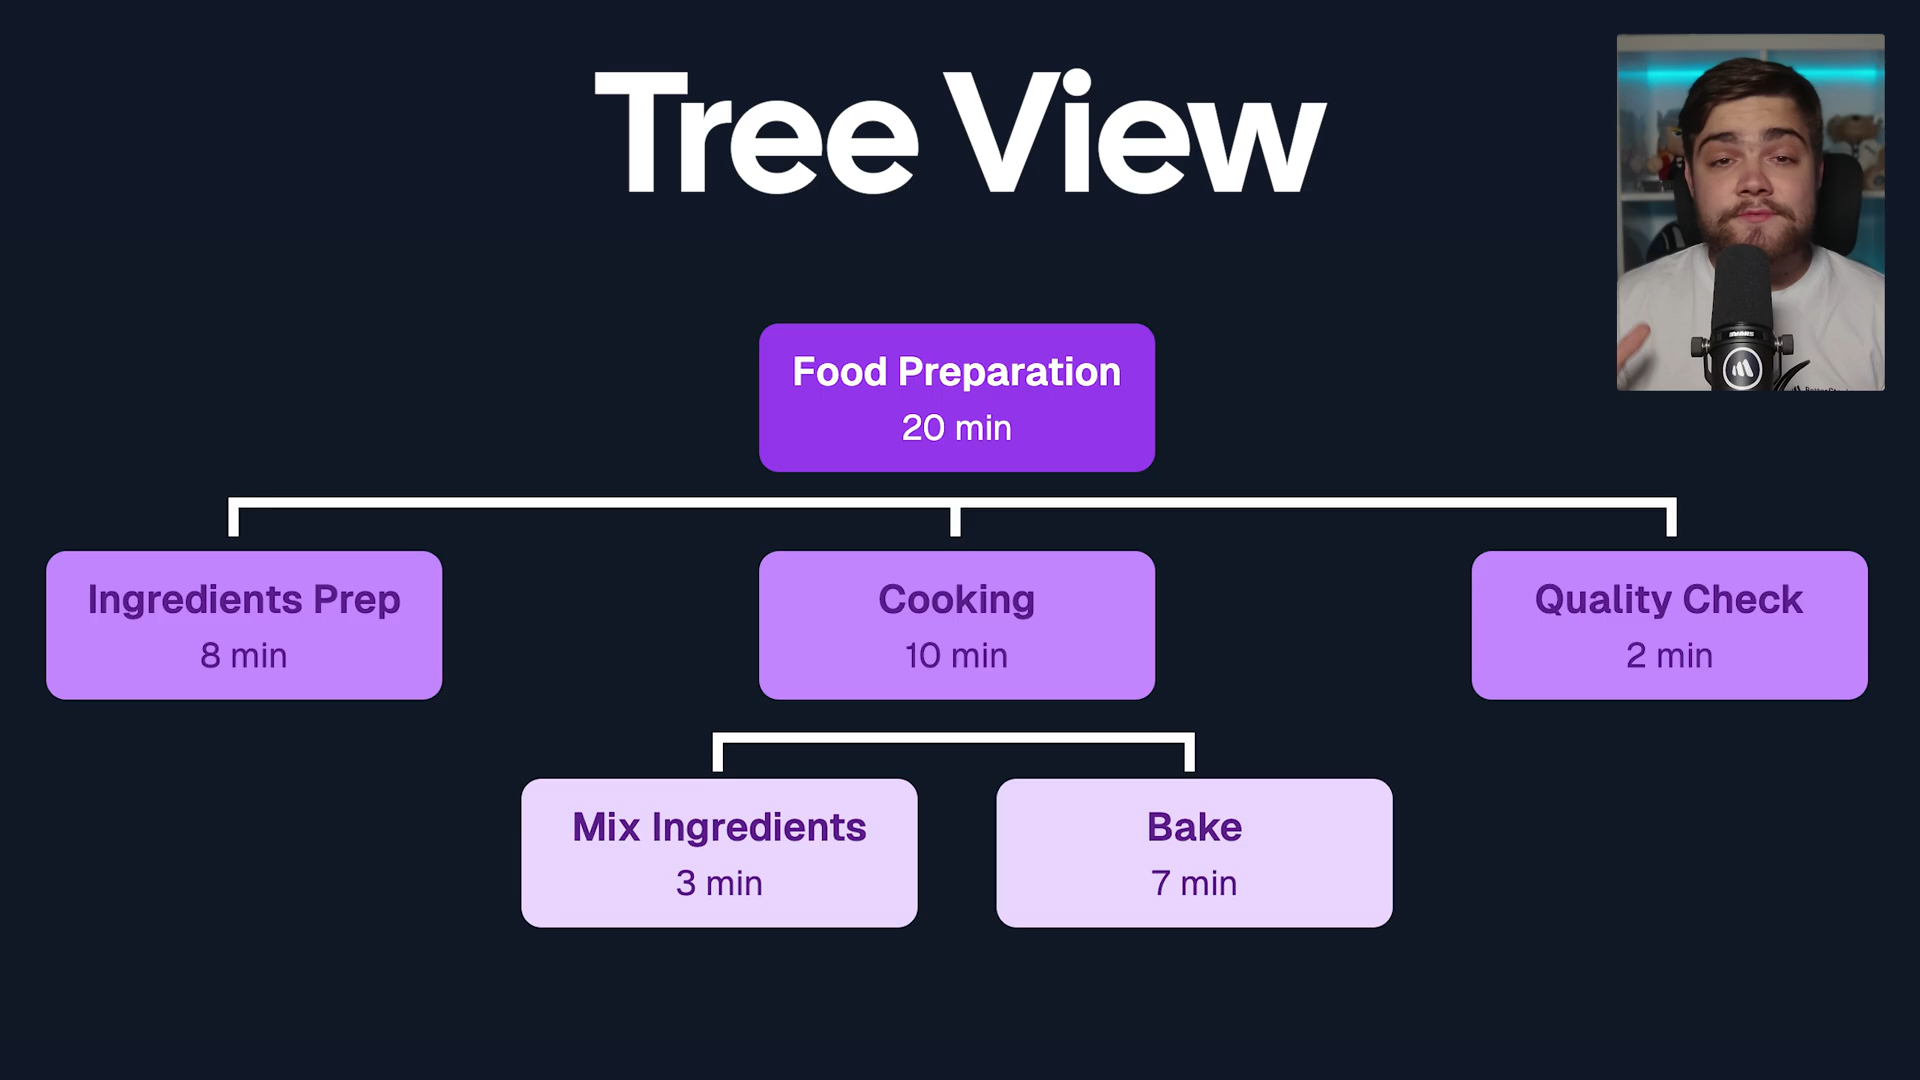 Tree View
Food Preparation
20 min
Ingredients Prep
8 min
Cooking
10 min
Quality Check
2 min
Mix Ingredients
3 min
Bake
7 min